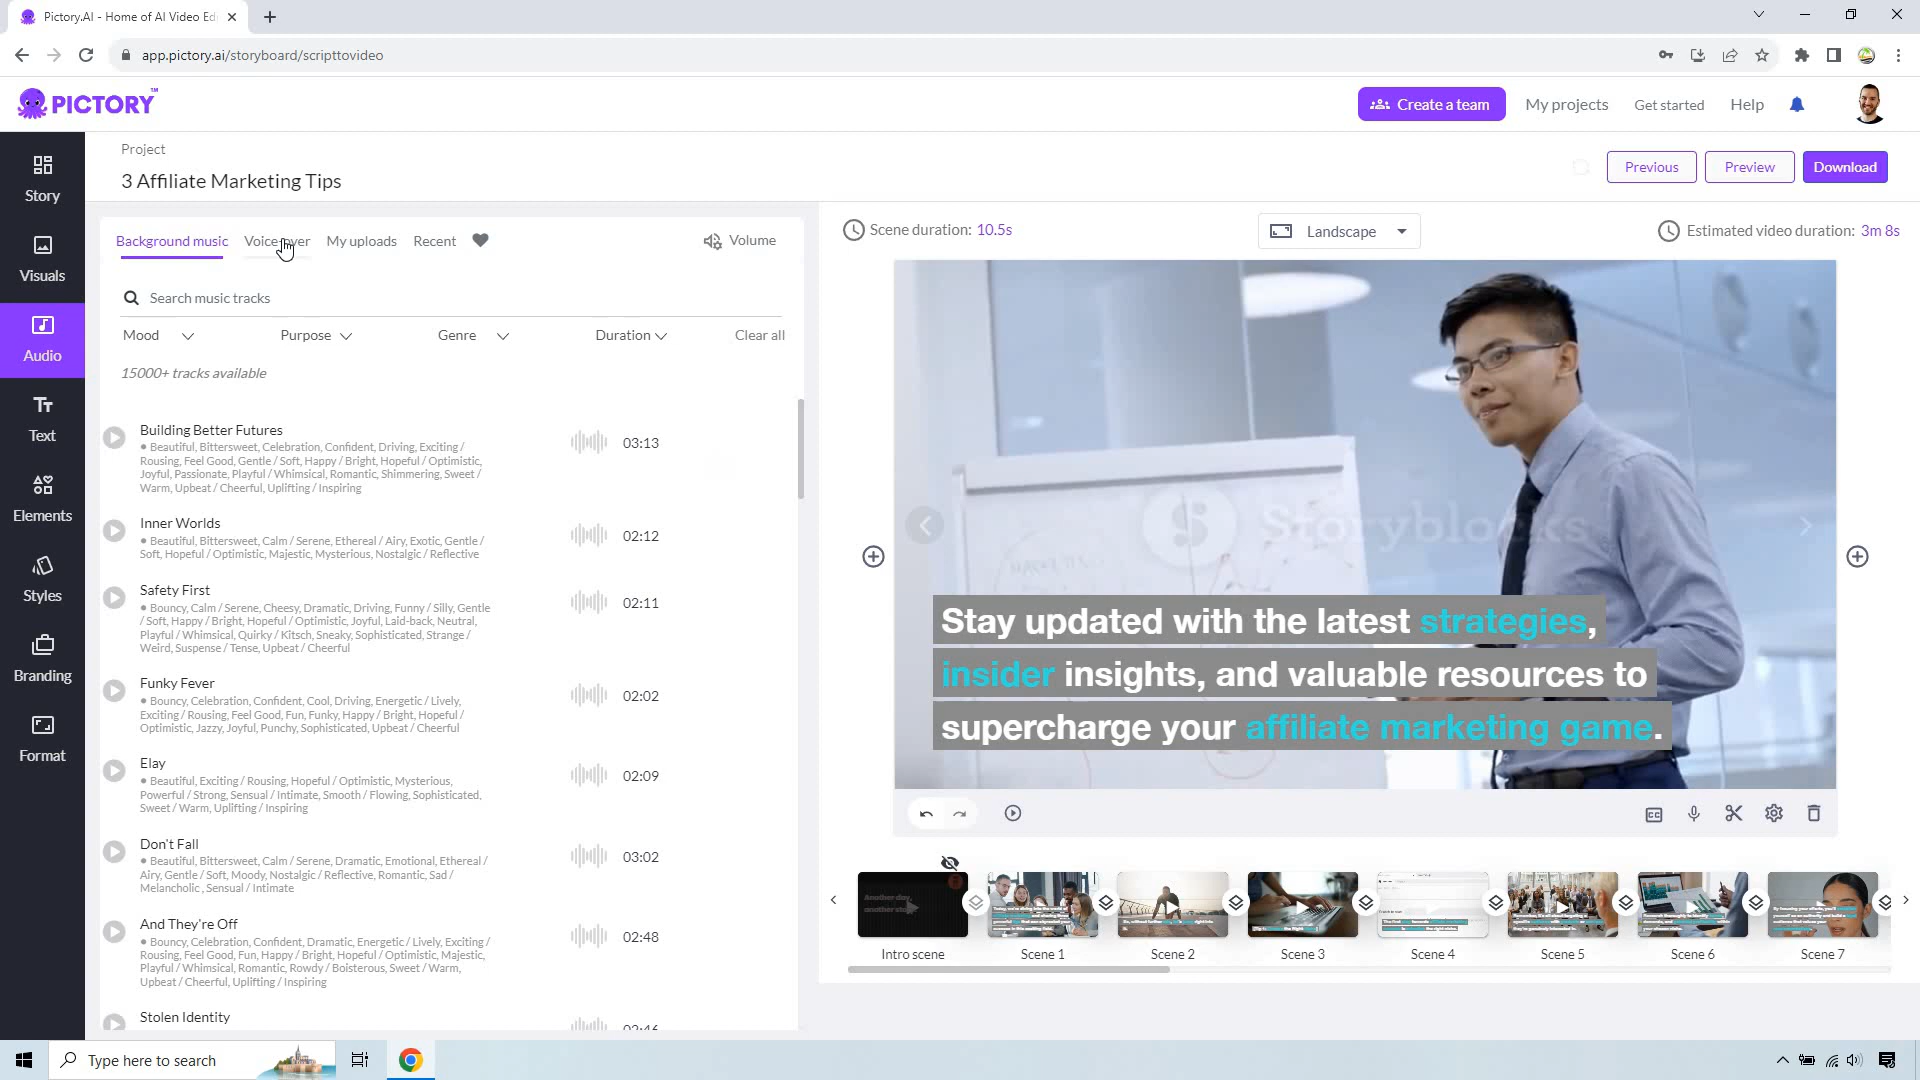 Pictory.AI - Home of AI Video Edi
app.pictory.ai/storyboard/scripttovideo
PICTORY™
Create a team
My projects
Get started
Help
Story
Visuals
Audio
Text
Elements
Styles
Branding
Format
Project
3 Affiliate Marketing Tips
Previous
Preview
Download
Background music
My uploads
Recent
Volume
Search music tracks
Mood
Purpose
Genre
Duration
Clear all
15000+ tracks available
Building Better Futures
03:13
• Beautiful, Bittersweet, Celebration, Confident, Driving, Exciting /
Rousing, Feel Good, Gentle / Soft, Happy / Bright, Hopeful / Optimistic,
Joyful, Passionate, Playful / Whimsical, Romantic, Shimmering, Sweet /
Warm, Upbeat / Cheerful, Uplifting / Inspiring
Inner Worlds
02:12
• Beautiful, Bittersweet, Calm / Serene, Ethereal / Airy, Exotic, Gentle /
Soft, Hopeful / Optimistic, Majestic, Mysterious, Nostalgic / Reflective
Safety First
02:11
• Bouncy, Calm / Serene, Cheesy, Dramatic, Driving, Funny / Silly, Gentle
/ Soft, Happy / Bright, Hopeful / Optimistic, Joyful, Laid-back, Neutral,
Playful / Whimsical, Quirky / Kitsch, Sneaky, Sophisticated, Strange /
Weird, Suspense / Tense, Upbeat / Cheerful
Funky Fever
02:02
• Bouncy, Celebration, Confident, Cool, Driving, Energetic / Lively,
Exciting / Rousing, Feel Good, Fun, Funky, Happy / Bright, Hopeful /
Optimistic, Jazzy, Joyful, Punchy, Sophisticated, Upbeat / Cheerful
Elay
02:09
• Beautiful, Exciting / Rousing, Hopeful / Optimistic, Mysterious,
Powerful / Strong, Sensual / Intimate, Smooth / Flowing, Sophisticated,
Sweet / Warm, Uplifting / Inspiring
Don't Fall
03:02
• Beautiful, Bittersweet, Calm / Serene, Dramatic, Emotional, Ethereal /
Airy, Gentle / Soft, Moody, Nostalgic / Reflective, Romantic, Sad /
Melancholic , Sensual / Intimate
And They're Off
02:48
• Bouncy, Celebration, Confident, Dramatic, Energetic / Lively, Exciting /
Rousing, Feel Good, Fun, Happy / Bright, Hopeful / Optimistic, Majestic,
Playful / Whimsical, Romantic, Rowdy / Boisterous, Sweet / Warm,
Upbeat / Cheerful, Uplifting / Inspiring
Stolen Identity
Scene duration: 10.5s
Landscape
Estimated video duration: 3m 8s
Storyblocks
Stay updated with the latest strategies,
insider insights, and valuable resources to
supercharge your affiliate marketing game.
Another day,
Intro scene
Scene 1
Scene 2
Scene 3
Scene 4
Scene 5
Scene 6
Scene 7
Type here to search